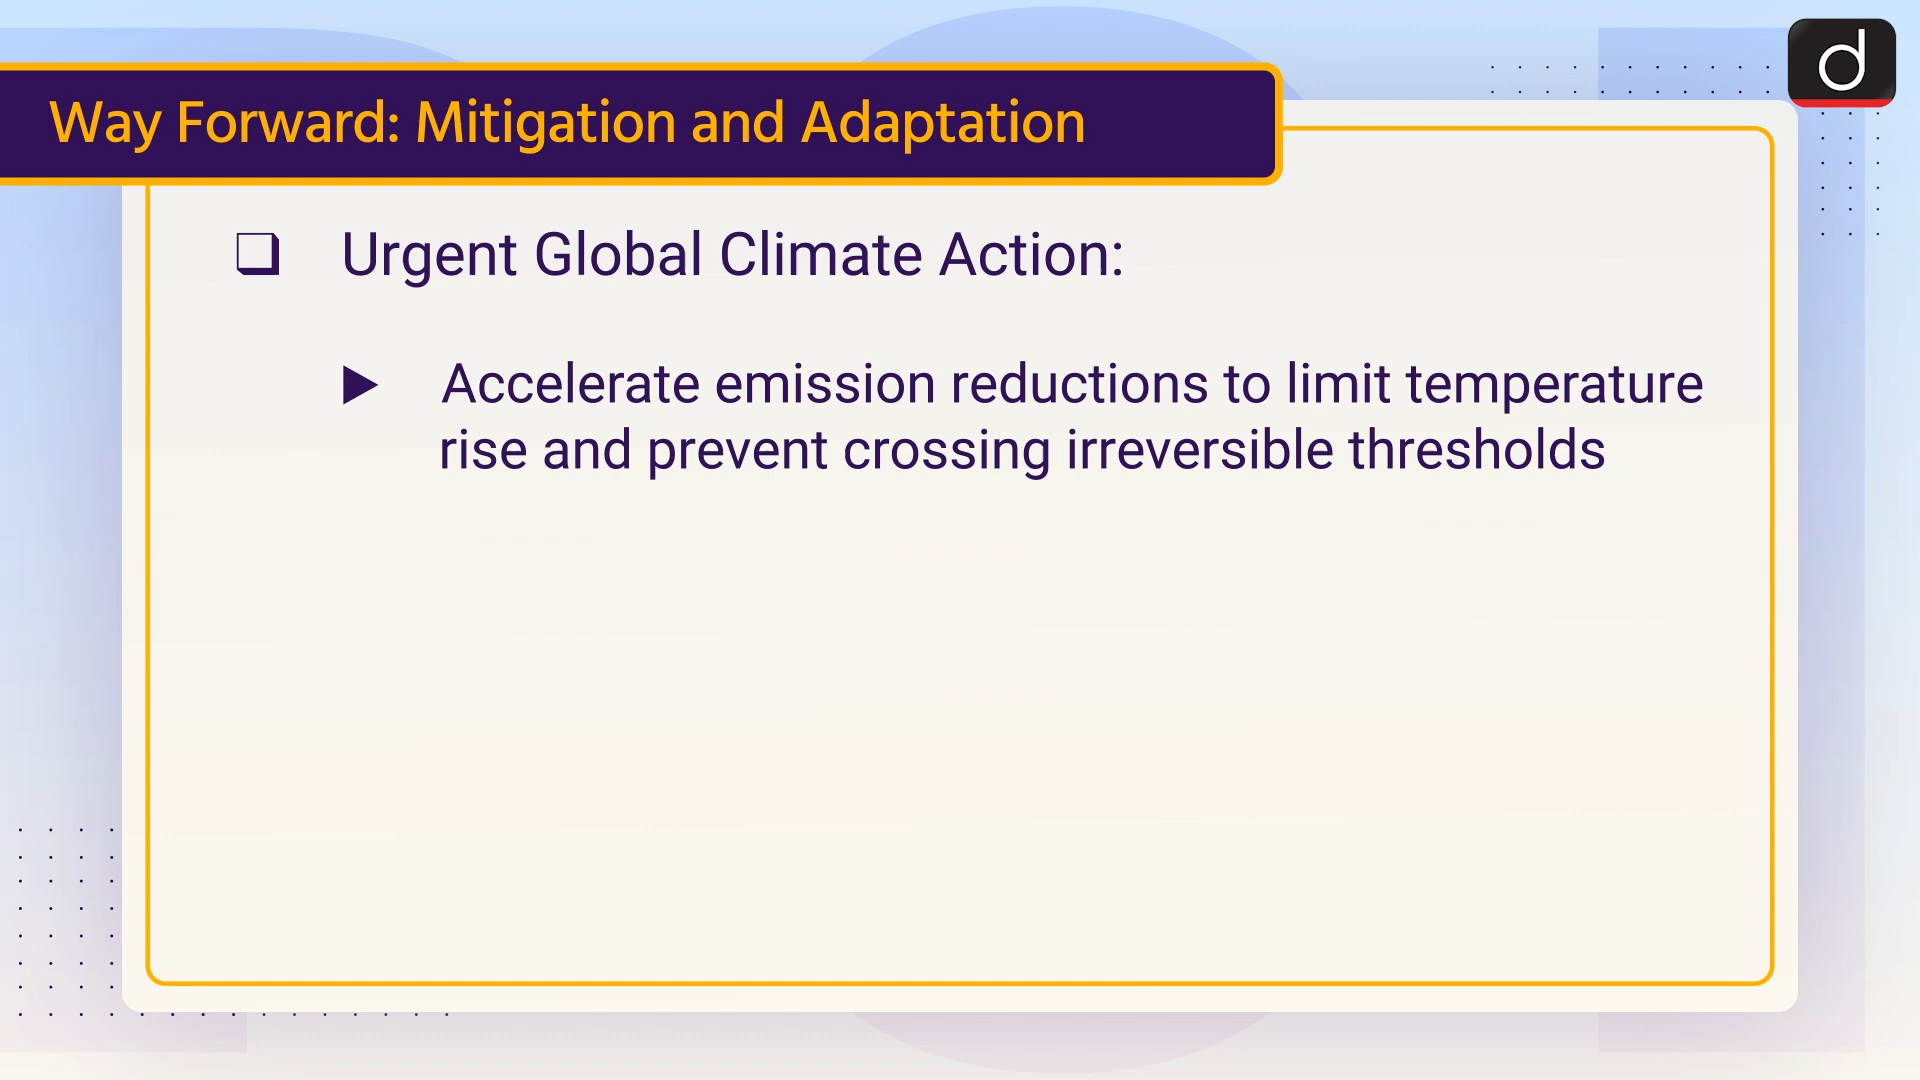 Way Forward: Mitigation and Adaptation
❑ Urgent Global Climate Action:
▶ Accelerate emission reductions to limit temperature
rise and prevent crossing irreversible thresholds
d